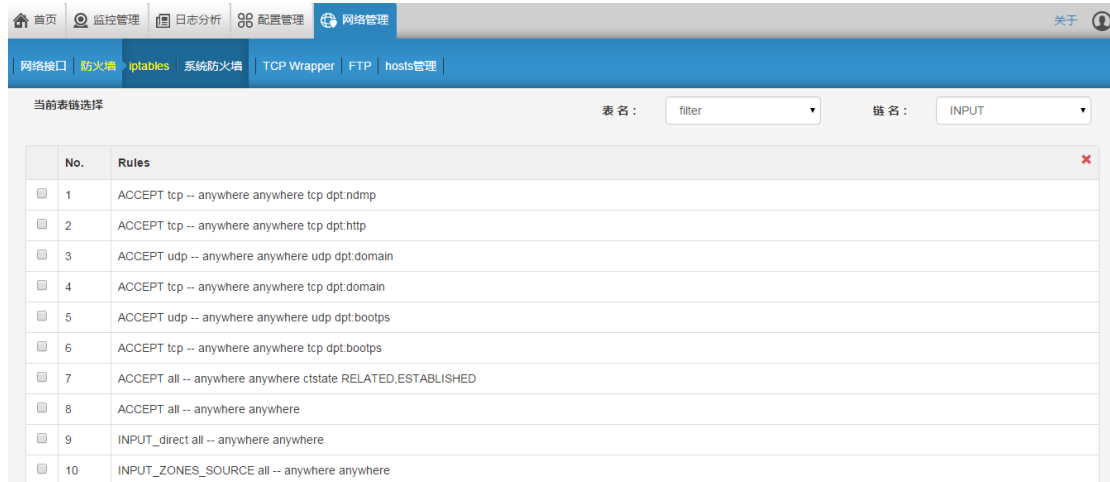 首页 监控管理 日志分析 配置管理 网络管理 关于
网络接口 防火墙 iptables 系统防火墙 TCP Wrapper FTP hosts管理
当前表链选择 表名： filter 链名： INPUT
No. Rules
1 ACCEPT tcp -- anywhere anywhere tcp dpt:ndmp
2 ACCEPT tcp -- anywhere anywhere tcp dpt:http
3 ACCEPT udp -- anywhere anywhere udp dpt:domain
4 ACCEPT tcp -- anywhere anywhere tcp dpt:domain
5 ACCEPT udp -- anywhere anywhere udp dpt:bootps
6 ACCEPT tcp -- anywhere anywhere tcp dpt:bootps
7 ACCEPT all -- anywhere anywhere ctstate RELATED,ESTABLISHED
8 ACCEPT all -- anywhere anywhere
9 INPUT_direct all -- anywhere anywhere
10 INPUT_ZONES_SOURCE all -- anywhere anywhere